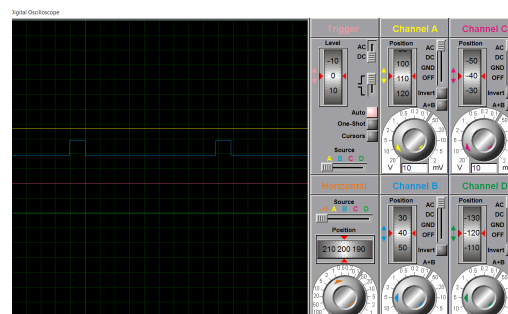 Digital Oscilloscope
Trigger
Level
-10
0
10
AC
DC
Auto
One-Shot
Cursors
Source
A B C D
Channel A
Position
100
110
120
AC
DC
GND
OFF
Invert
A+B
V 10 mV
Channel C
Position
-50
-40
-30
AC
DC
GND
OFF
Invert
A+B
V 10 m
Horizontal
Source
A B C D
Position
210 200 190
Channel B
Position
30
40
50
AC
DC
GND
OFF
Invert
A+B
Channel D
Position
-130
-120
-110
AC
DC
GND
OFF
Invert
A+B